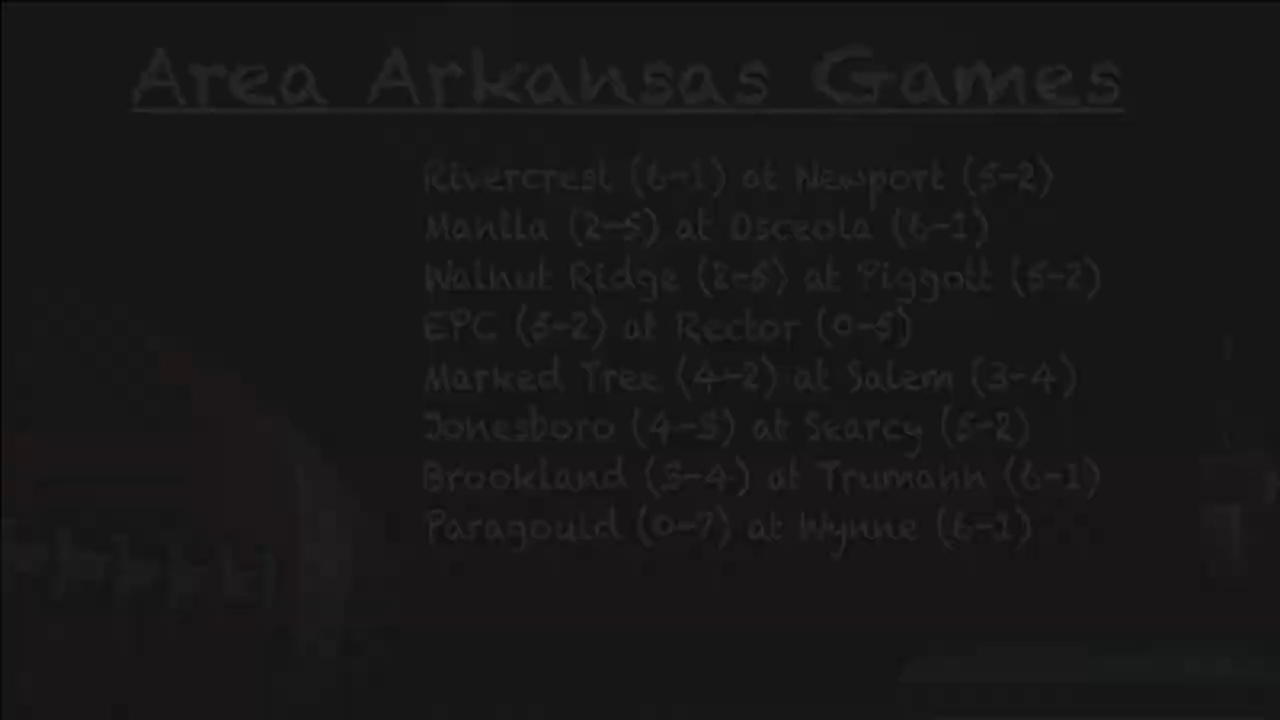 Area Arkansas Games
Rivercrest (6-1) at Newport (5-2)
Manila (2-5) at Osceola (6-1)
Walnut Ridge (2-5) at Piggott (5-2)
EPC (5-2) at Rector (0-5)
Marked Tree (4-2) at Salem (3-4)
Jonesboro (4-3) at Searcy (5-2)
Brookland (3-4) at Trumann (6-1)
Paragould (0-7) at Wynne (6-1)